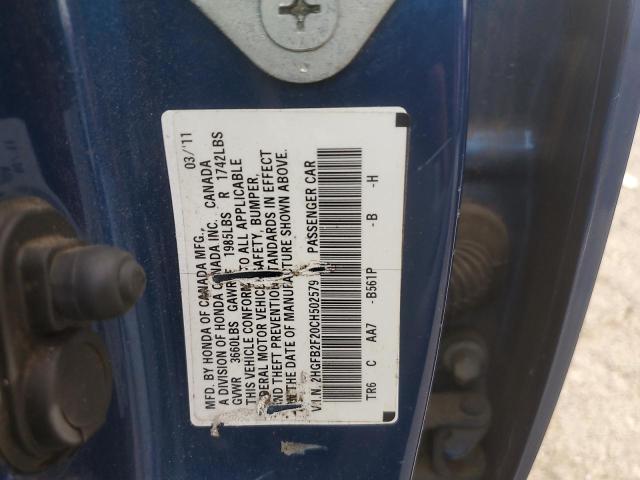 MFD. BY HONDA OF CANADA MFG., 03/'11
A DIVISION OF HONDA CANADA INC. CANADA
GVWR 3660LBS GAWR F 1985LBS R 1742LBS
THIS VEHICLE CONFORMS TO ALL APPLICABLE
FEDERAL MOTOR VEHICLE SAFETY, BUMPER,
AND THEFT PREVENTION STANDARDS IN EFFECT
ON THE DATE OF MANUFACTURE SHOWN ABOVE.
V.I.N. 2HGFB2F70CH502579 PASSENGER CAR
TR6 C AA7 -B561P -B -H